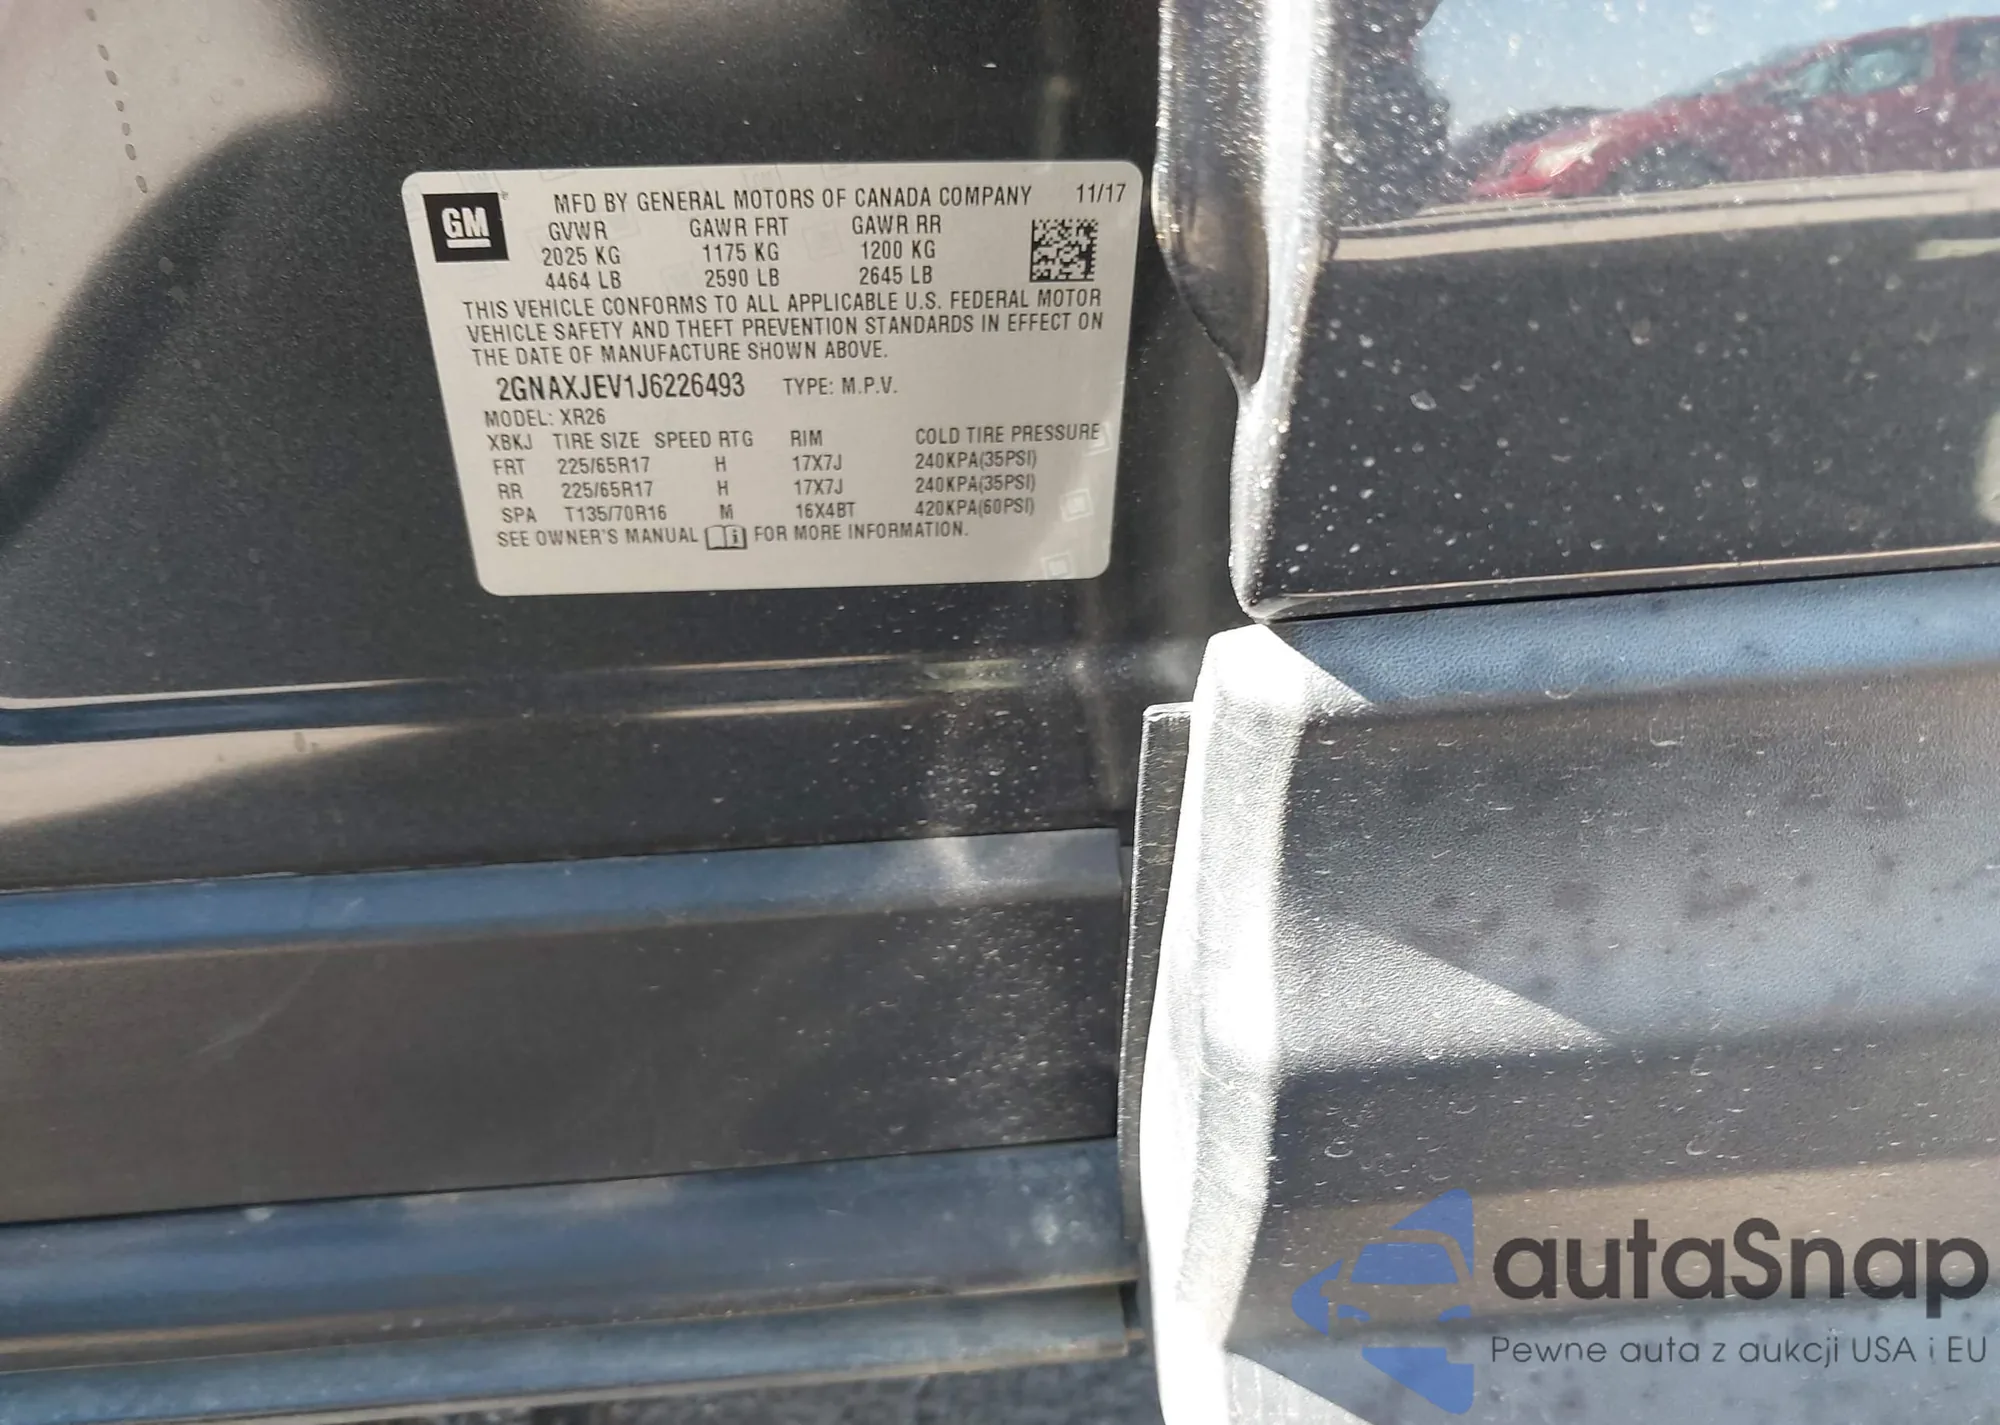 GM
MFD BY GENERAL MOTORS OF CANADA COMPANY 11/17
GVWR GAWR FRT GAWR RR
2025 KG 1175 KG 1200 KG
4464 LB 2590 LB 2645 LB
THIS VEHICLE CONFORMS TO ALL APPLICABLE U.S. FEDERAL MOTOR
VEHICLE SAFETY AND THEFT PREVENTION STANDARDS IN EFFECT ON
THE DATE OF MANUFACTURE SHOWN ABOVE.
2GNAXJEV1J6226493 TYPE: M.P.V.
MODEL: XR26
XBKJ TIRE SIZE SPEED RTG RIM COLD TIRE PRESSURE
FRT 225/65R17 H 17X7J 240KPA(35PSI)
RR 225/65R17 H 17X7J 240KPA(35PSI)
SPA T135/70R16 M 16X4BT 420KPA(60PSI)
SEE OWNER'S MANUAL FOR MORE INFORMATION.
autaSnap
Pewne auta z aukcji USA i EU